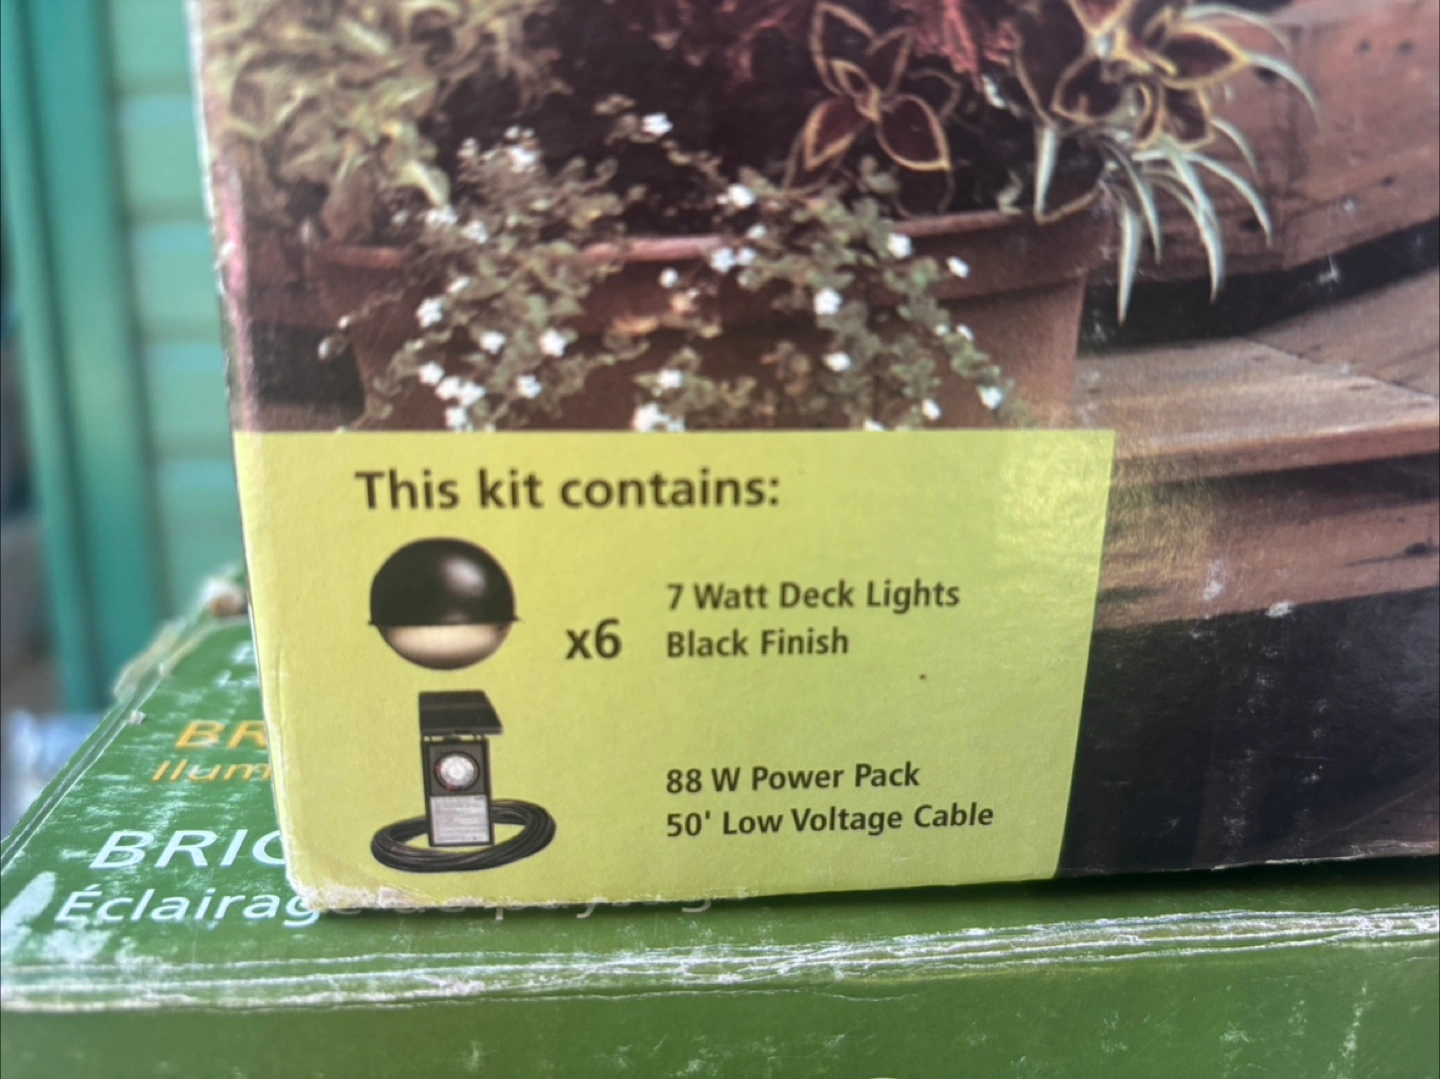 This kit contains:
x6
7 Watt Deck Lights
Black Finish
88 W Power Pack
50' Low Voltage Cable